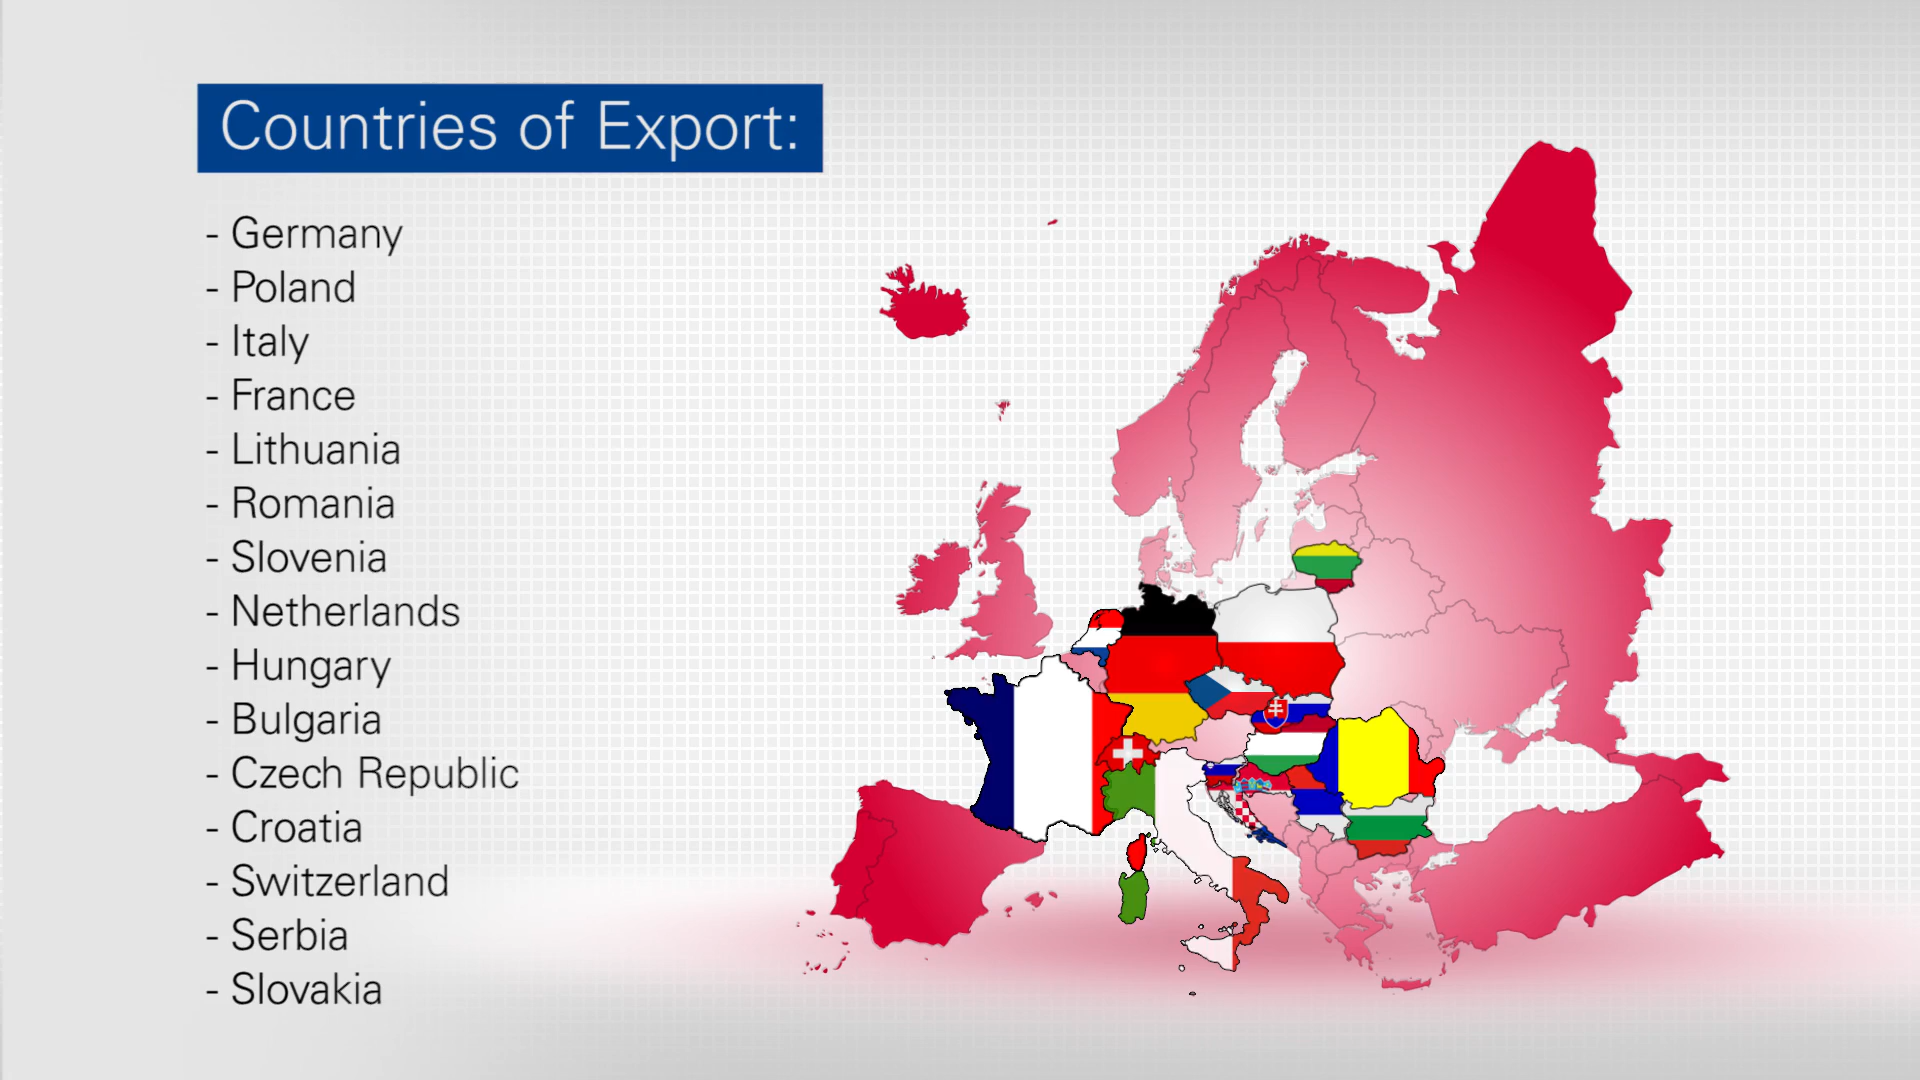 Countries of Export:
- Germany
- Poland
- Italy
- France
- Lithuania
- Romania
- Slovenia
- Netherlands
- Hungary
- Bulgaria
- Czech Republic
- Croatia
- Switzerland
- Serbia
- Slovakia